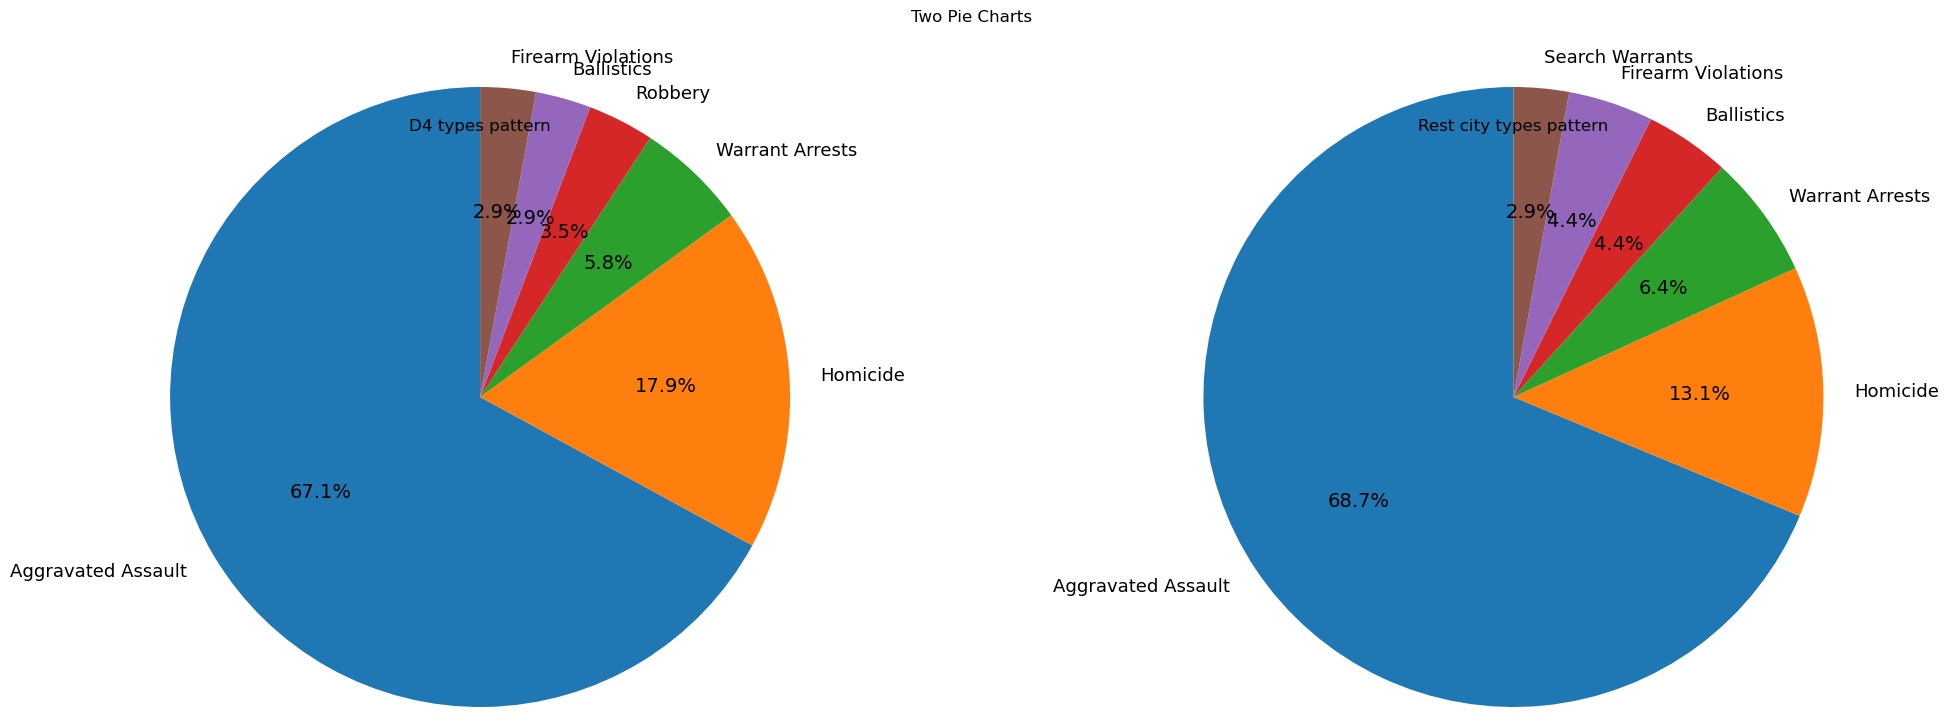 Two Pie Charts
D4 types pattern
Firearm Violations
Ballistics
Robbery
Warrant Arrests
Homicide
Aggravated Assault
2.9%
2.9%
3.5%
5.8%
17.9%
67.1%
Rest city types pattern
Search Warrants
Firearm Violations
Ballistics
Warrant Arrests
Homicide
Aggravated Assault
2.9%
4.4%
4.4%
6.4%
13.1%
68.7%